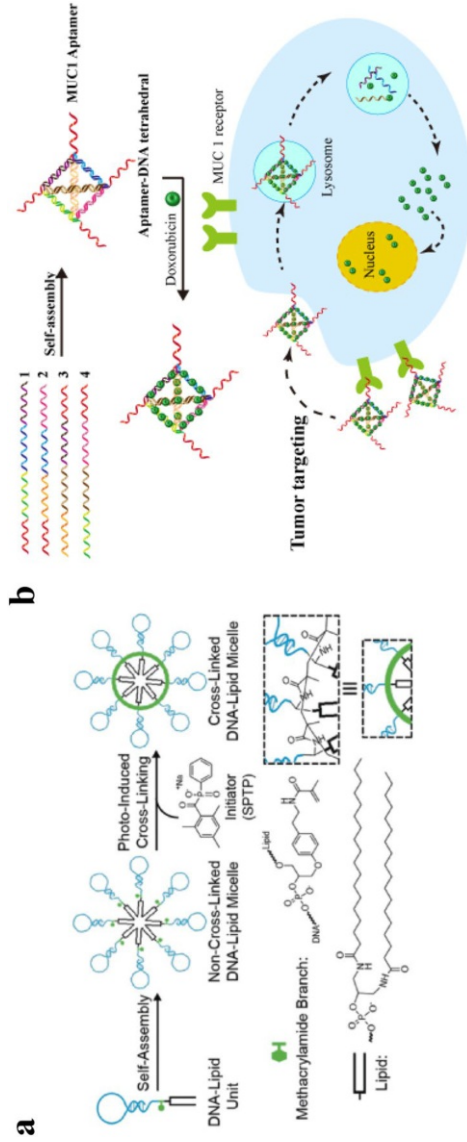 a
Self-Assembly
Photo-Induced
Cross-Linking
Initiator
(SPTP)
DNA-Lipid
Unit
Non-Cross-Linked
DNA-Lipid Micelle
Cross-Linked
DNA-Lipid Micelle
Methacrylamide Branch:
Lipid
DNA
Lipid:
b
1
2
3
4
Self-assembly
MUC1 Aptamer
Aptamer-DNA tetrahedral
Doxorubicin
MUC 1 receptor
Tumor targeting
Lysosome
Nucleus